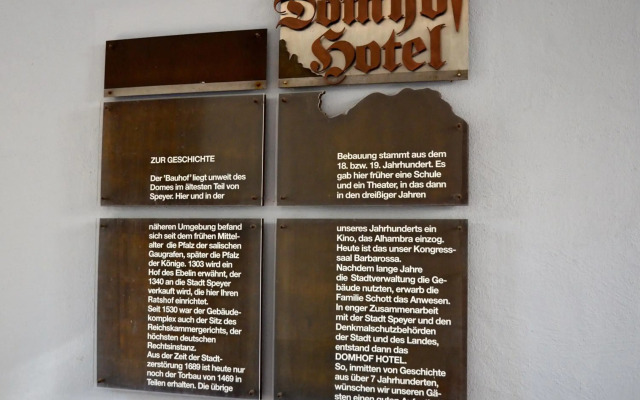 Domhof
Hotel
ZUR GESCHICHTE
Der 'Bauhof' liegt unweit des
Domes im ältesten Teil von
Speyer. Hier und in der
näheren Umgebung befand
sich seit dem frühen Mittel-
alter die Pfalz der salischen
Gaugrafen, später die Pfalz
der Könige. 1303 wird ein
Hof des Ebelin erwähnt, der
1340 an die Stadt Speyer
verkauft wird, die hier Ihren
Ratshof einrichtet.
Seit 1530 war der Gebäude-
komplex auch der Sitz des
Reichskammergerichts, der
höchsten deutschen
Rechtsinstanz.
Aus der Zeit der Stadt-
zerstörung 1689 ist heute nur
noch der Torbau von 1469 in
Teilen erhalten. Die übrige
Bebauung stammt aus dem
18. bzw. 19. Jahrhundert. Es
gab hier früher eine Schule
und ein Theater, in das dann
in den dreißiger Jahren
unseres Jahrhunderts ein
Kino, das Alhambra einzog.
Heute ist das unser Kongress-
saal Barbarossa.
Nachdem lange Jahre
die Stadtverwaltung die Ge-
bäude nutzten, erwarb die
Familie Schott das Anwesen.
In enger Zusammenarbeit
mit der Stadt Speyer und den
Denkmalschutzbehörden
der Stadt und des Landes,
entstand dann das
DOMHOF HOTEL.
So, inmitten von Geschichte
aus über 7 Jahrhunderten,
wünschen wir unseren Gä-
sten einen guten